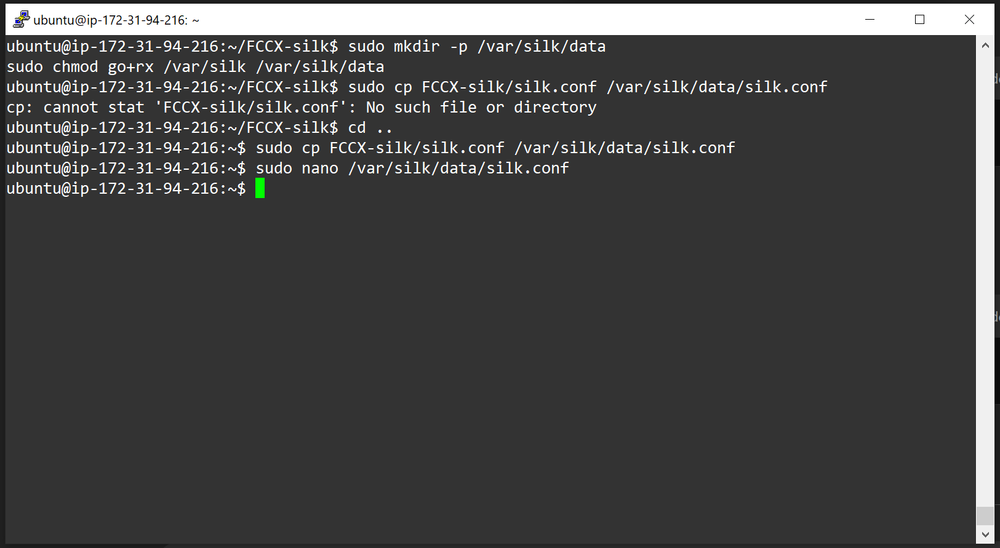 ubuntu@ip-172-31-94-216: ~
ubuntu@ip-172-31-94-216:~/FCCX-silk$ sudo mkdir -p /var/silk/data
sudo chmod go+rx /var/silk /var/silk/data
ubuntu@ip-172-31-94-216:~/FCCX-silk$ sudo cp FCCX-silk/silk.conf /var/silk/data/silk.conf
cp: cannot stat 'FCCX-silk/silk.conf': No such file or directory
ubuntu@ip-172-31-94-216:~/FCCX-silk$ cd ..
ubuntu@ip-172-31-94-216:~$ sudo cp FCCX-silk/silk.conf /var/silk/data/silk.conf
ubuntu@ip-172-31-94-216:~$ sudo nano /var/silk/data/silk.conf
ubuntu@ip-172-31-94-216:~$